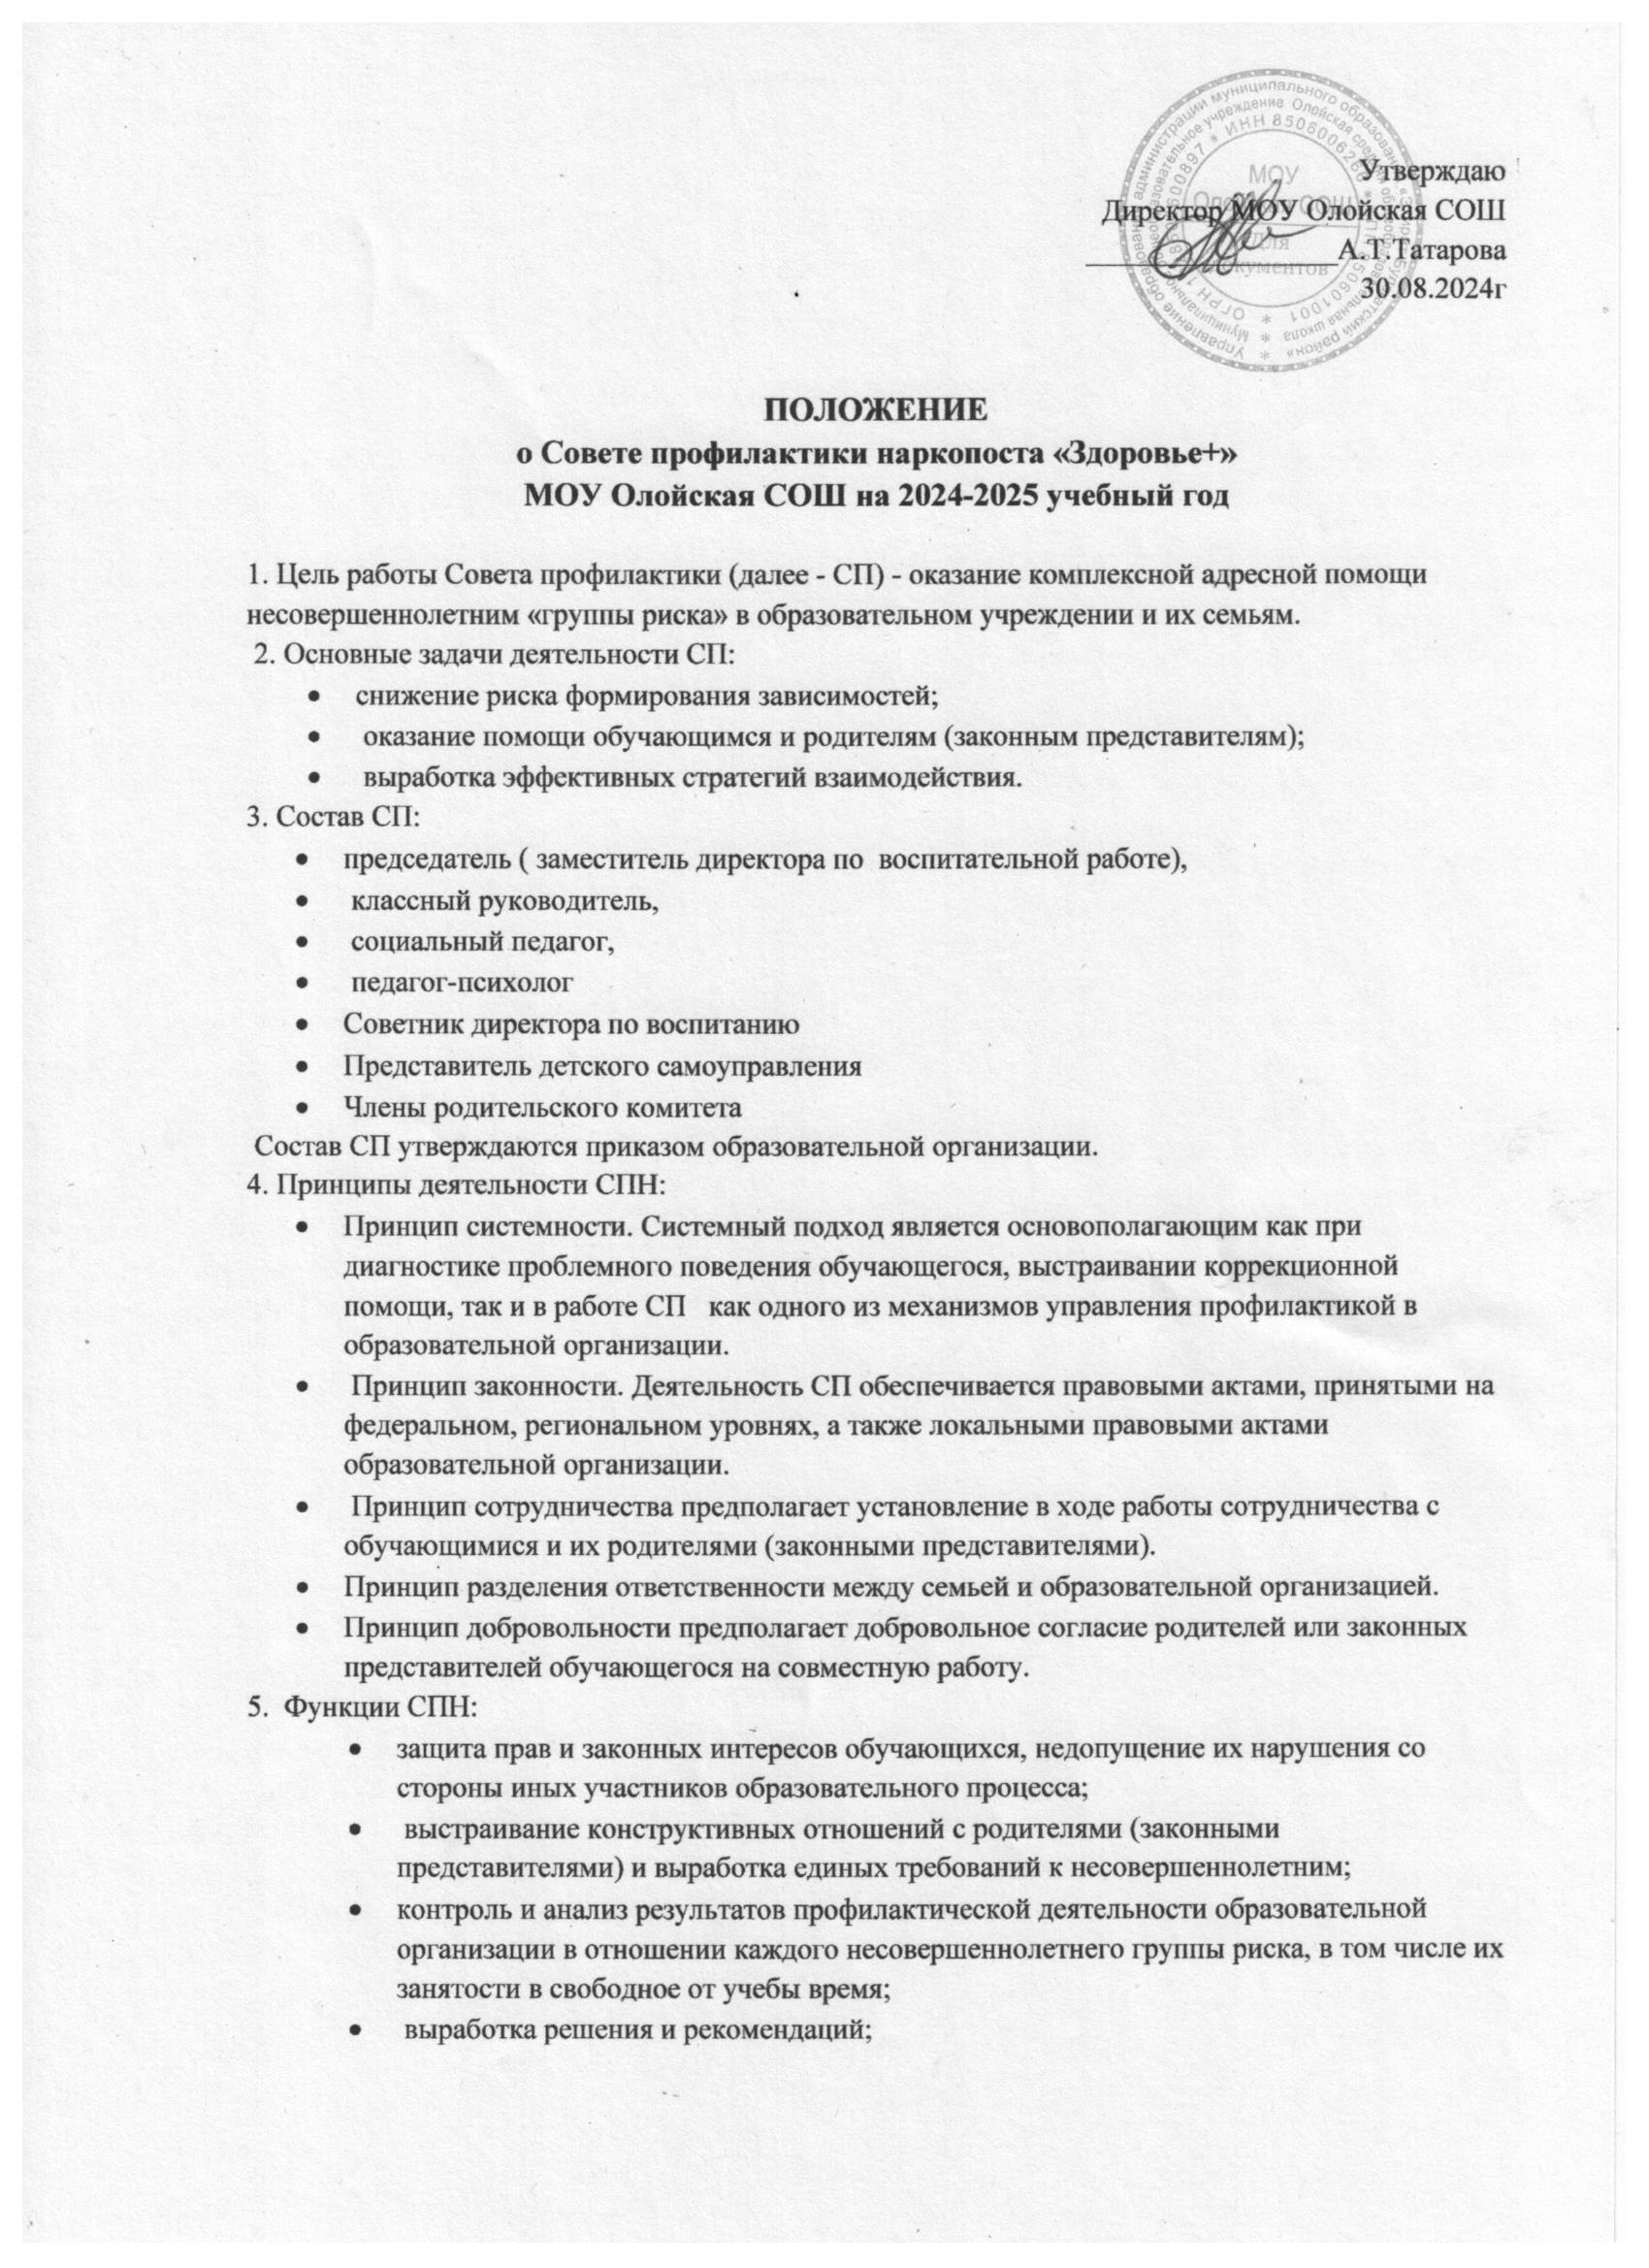 Утверждаю
Директор МОУ Олойская СОШ
А.Т.Татарова
30.08.2024г
МОУ
Для
ПОЛОЖЕНИЕ
о Совете профилактики наркопоста «Здоровье+»
МОУ Олойская СОШ на 2024-2025 учебный год
1. Цель работы Совета профилактики (далее - СП) - оказание комплексной адресной помощи
несовершеннолетним «группы риска» в образовательном учреждении и их семьям.
2. Основные задачи деятельности СП:
• снижение риска формирования зависимостей;
• оказание помощи обучающимся и родителям (законным представителям);
• выработка эффективных стратегий взаимодействия.
3. Состав СП:
• председатель ( заместитель директора по воспитательной работе),
• классный руководитель,
• социальный педагог,
• педагог-психолог
• Советник директора по воспитанию
• Представитель детского самоуправления
• Члены родительского комитета
Состав СП утверждаются приказом образовательной организации.
4. Принципы деятельности СПН:
• Принцип системности. Системный подход является основополагающим как при
диагностике проблемного поведения обучающегося, выстраивании коррекционной
помощи, так и в работе СП как одного из механизмов управления профилактикой в
образовательной организации.
• Принцип законности. Деятельность СП обеспечивается правовыми актами, принятыми на
федеральном, региональном уровнях, а также локальными правовыми актами
образовательной организации.
• Принцип сотрудничества предполагает установление в ходе работы сотрудничества с
обучающимися и их родителями (законными представителями).
• Принцип разделения ответственности между семьей и образовательной организацией.
• Принцип добровольности предполагает добровольное согласие родителей или законных
представителей обучающегося на совместную работу.
5. Функции СПН:
• защита прав и законных интересов обучающихся, недопущение их нарушения со
стороны иных участников образовательного процесса;
• выстраивание конструктивных отношений с родителями (законными
представителями) и выработка единых требований к несовершеннолетним;
• контроль и анализ результатов профилактической деятельности образовательной
организации в отношении каждого несовершеннолетнего группы риска, в том числе их
занятости в свободное от учебы время;
• выработка решения и рекомендаций;